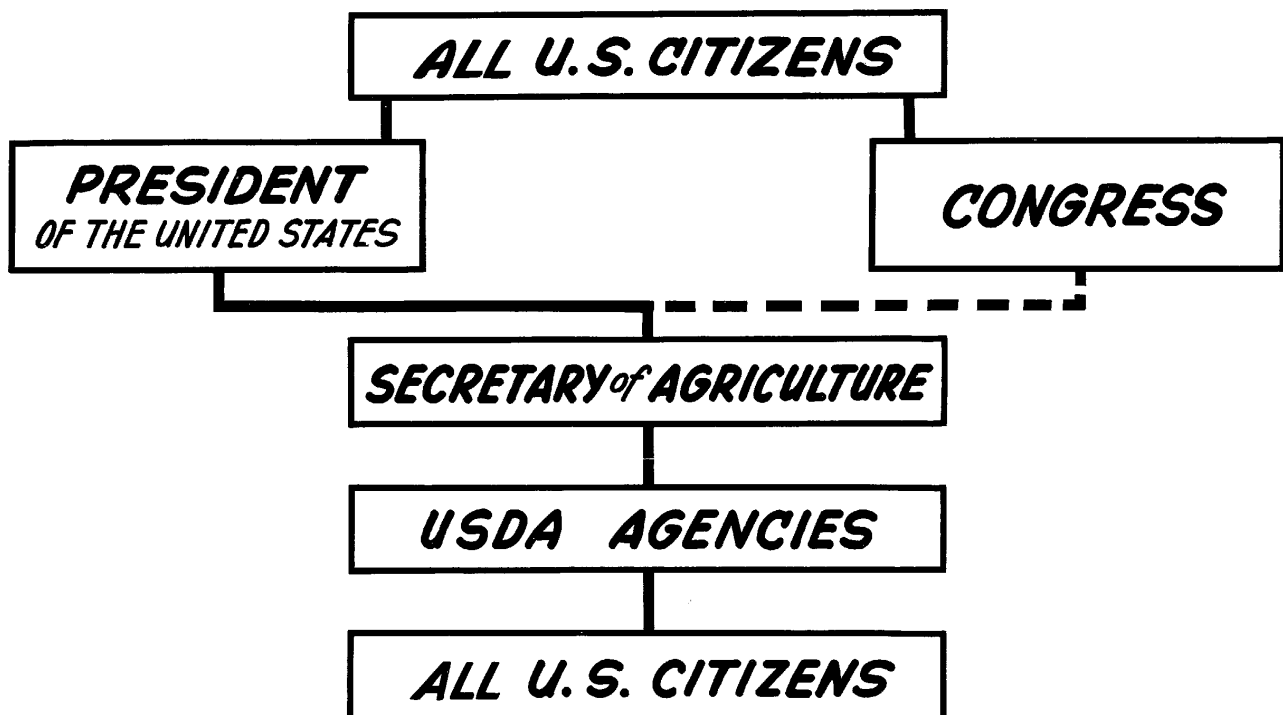 ALL U.S. CITIZENS
PRESIDENT
OF THE UNITED STATES
CONGRESS
SECRETARY of AGRICULTURE
USDA AGENCIES
ALL U.S. CITIZENS